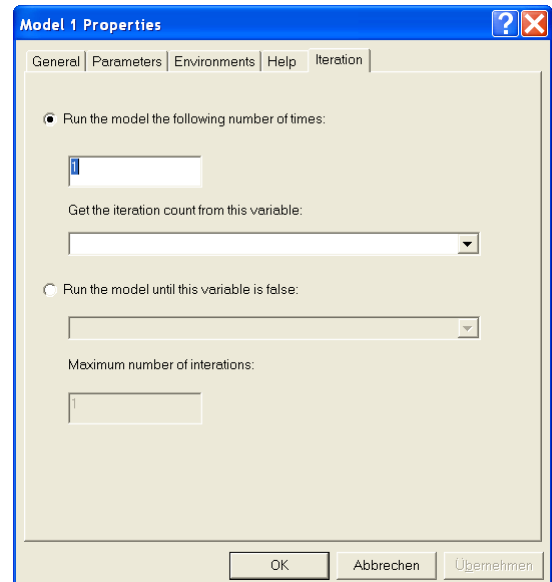 Model 1 Properties
General Parameters Environments Help Iteration
Run the model the following number of times:
1
Get the iteration count from this variable:
Run the model until this variable is false:
Maximum number of interations:
1
OK Abbrechen Übernehmen